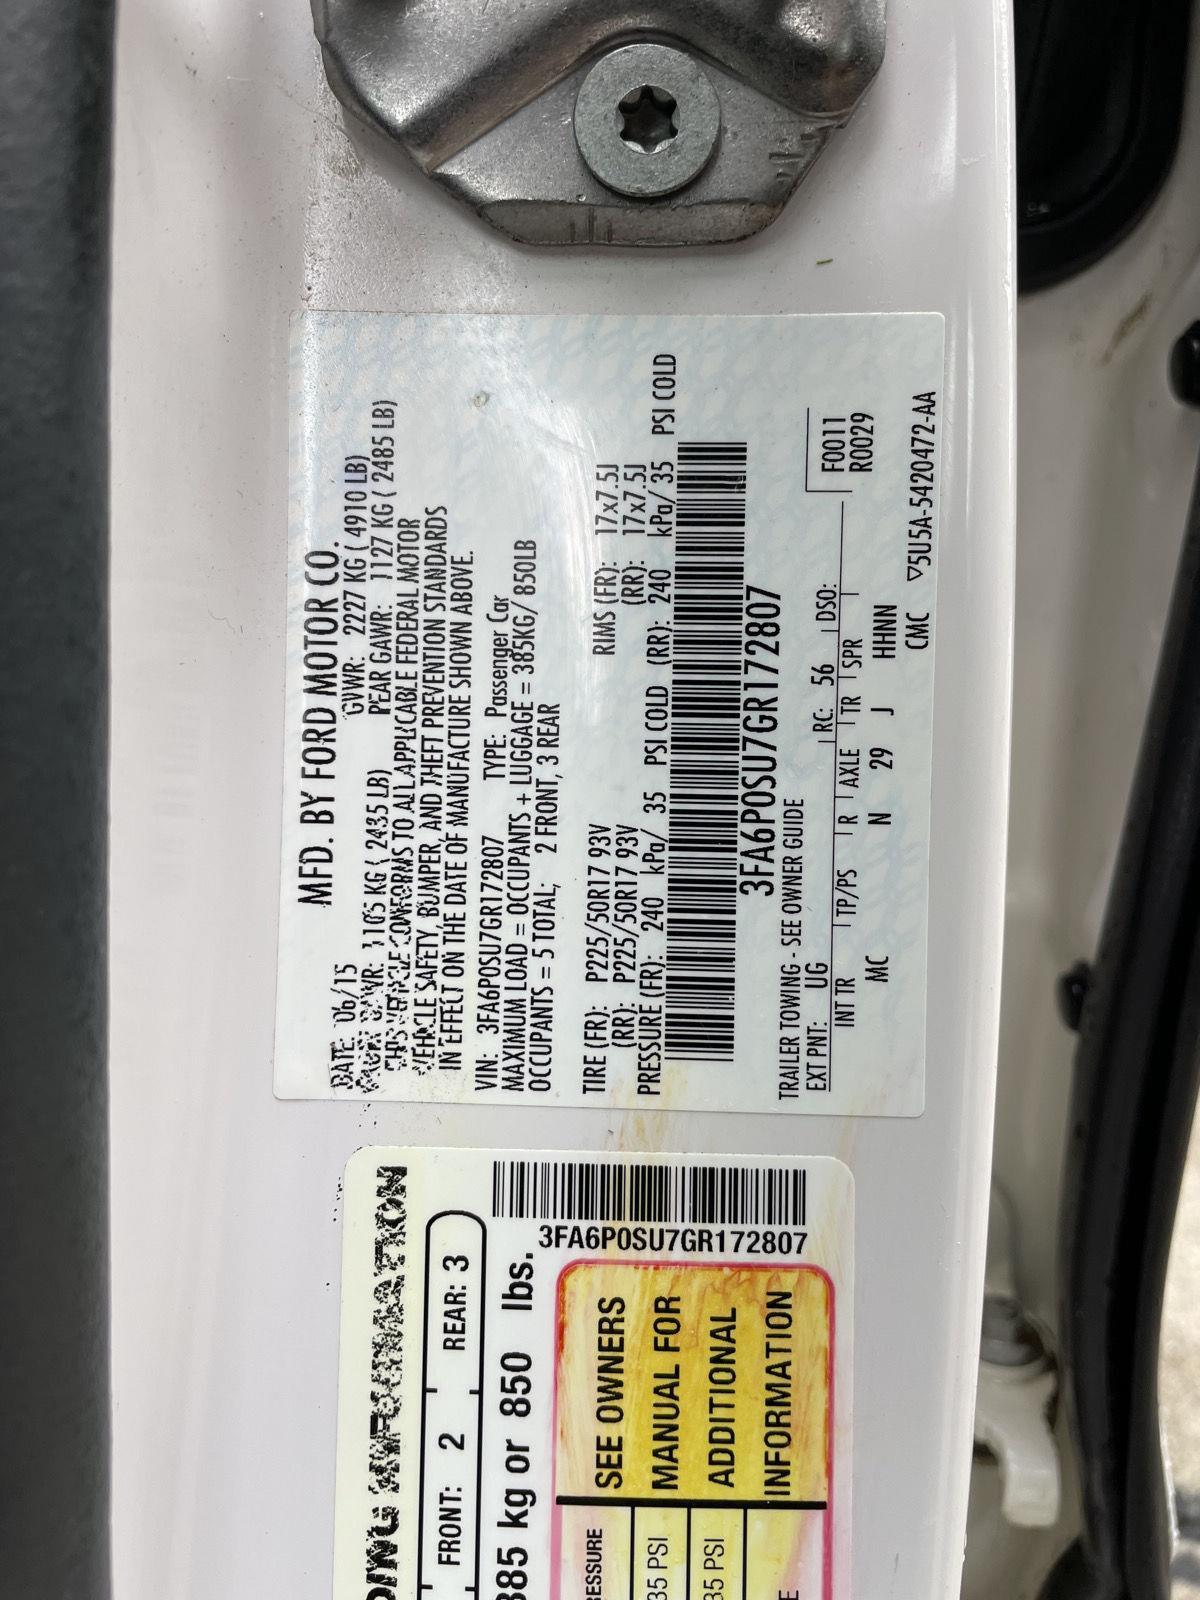 MFD. BY FORD MOTOR CO.
DATE: 06/15 GVWR: 2227 KG ( 4910 LB)
FRONT GAWR: 1105 KG ( 2435 LB) REAR GAWR: 1127 KG ( 2485 LB)
THIS VEHICLE CONFORMS TO ALL APPLICABLE FEDERAL MOTOR
VEHICLE SAFETY, BUMPER, AND THEFT PREVENTION STANDARDS
IN EFFECT ON THE DATE OF MANUFACTURE SHOWN ABOVE.
VIN: 3FA6P0SU7GR172807 TYPE: Passenger Car
MAXIMUM LOAD = OCCUPANTS + LUGGAGE = 385KG/ 850LB
OCCUPANTS = 5 TOTAL; 2 FRONT, 3 REAR
TIRE (FR): P225/50R17 93V RIMS (FR): 17x7.5J
(RR): P225/50R17 93V (RR): 17x7.5J
PRESSURE (FR): 240 kPa/ 35 PSI COLD (RR): 240 kPa/ 35 PSI COLD
3FA6P0SU7GR172807
TRAILER TOWING - SEE OWNER GUIDE
F0011
EXT PNT: UG RC: 56 DSO:
R0029
INT TR TP/PS R AXLE TR SPR
MC N 29 J HHNN
CMC ▽5U5A-5420472-AA
INFORMATION
FRONT: 2 REAR: 3
385 kg or 850 lbs.
3FA6P0SU7GR172807
SEE OWNERS
MANUAL FOR
ADDITIONAL
INFORMATION
35 PSI
35 PSI